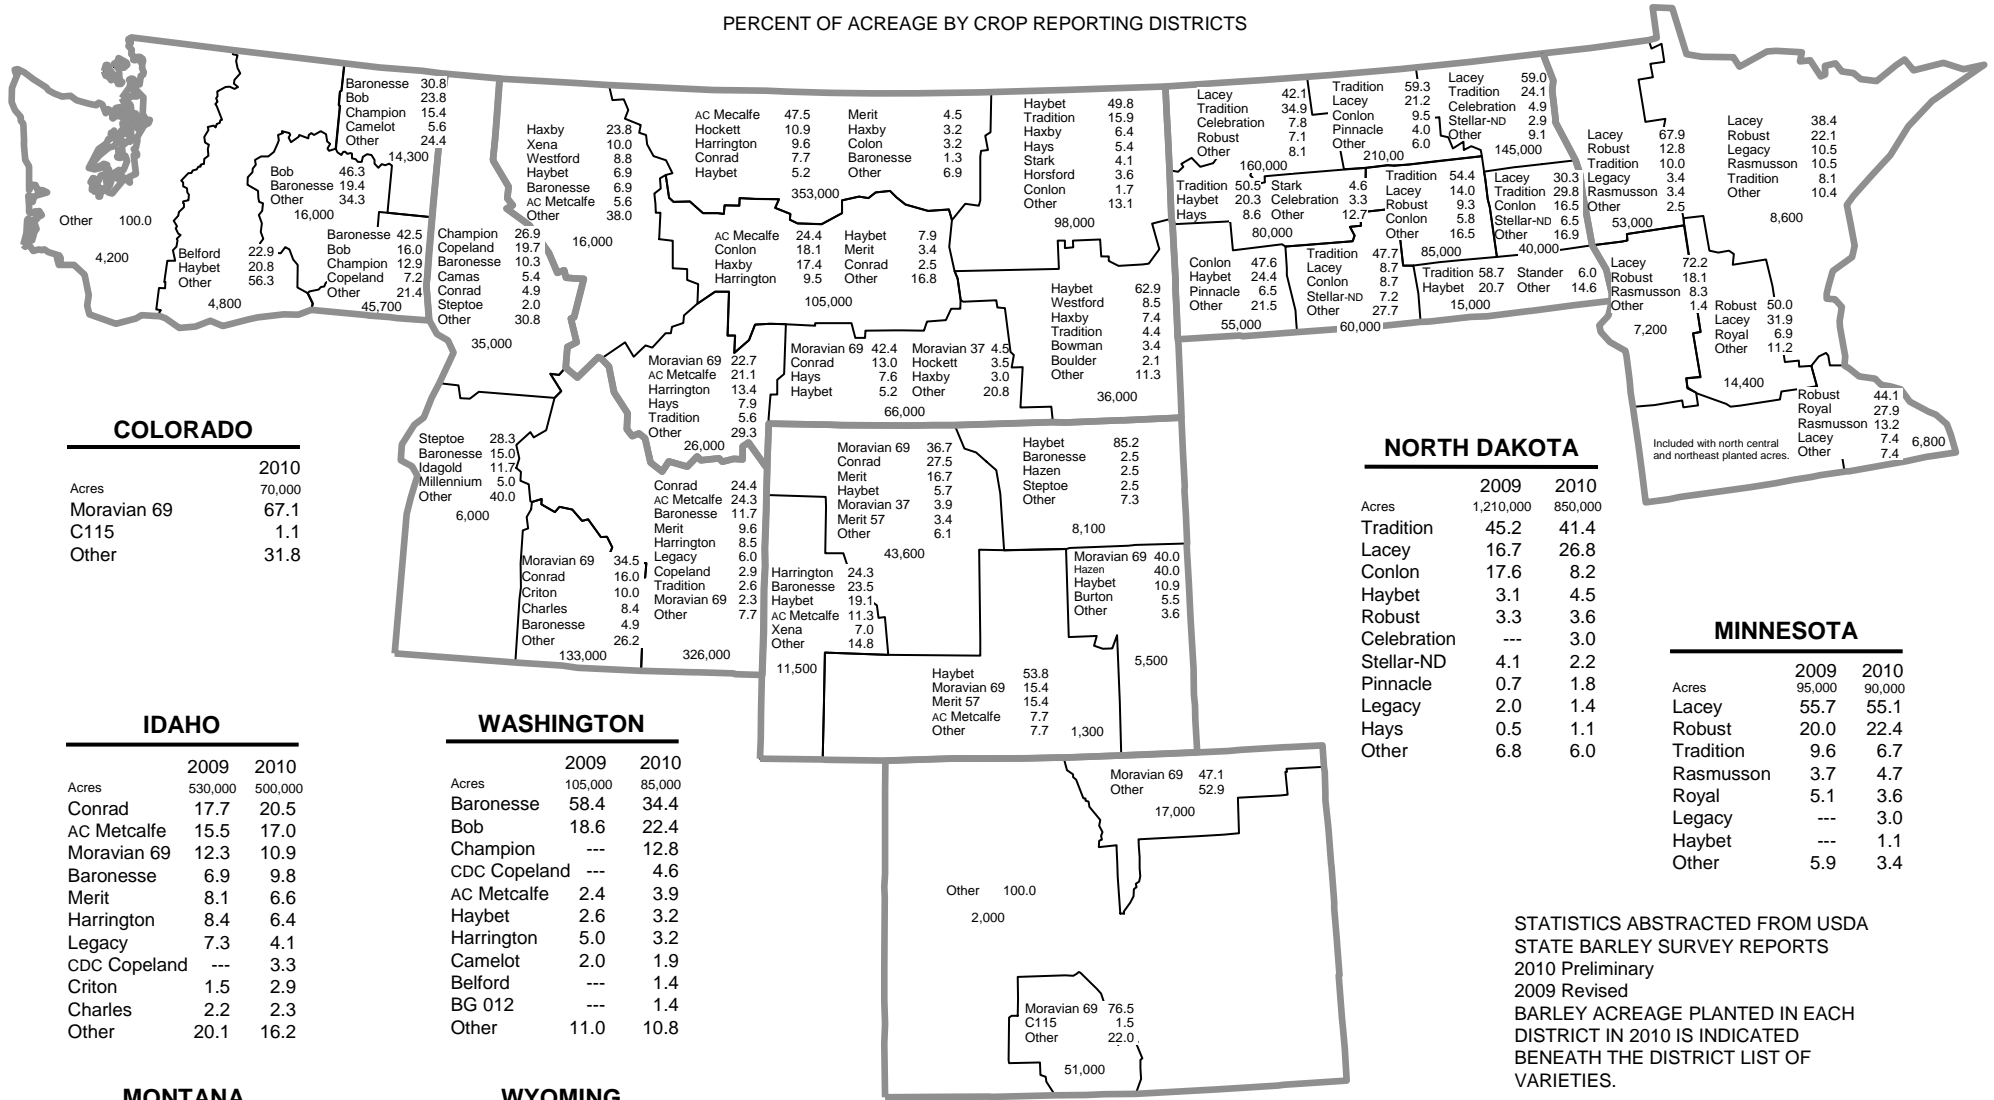 PERCENT OF ACREAGE BY CROP REPORTING DISTRICTS
Other 100.0
4,200
Belford 22.9
Haybet 20.8
Other 56.3
4,800
Bob 46.3
Baronesse 19.4
Other 34.3
16,000
Baronesse 30.8
Bob 23.8
Champion 15.4
Camelot 5.6
Other 24.4
14,300
Baronesse 42.5
Bob 16.0
Champion 12.9
Copeland 7.2
Other 21.4
45,700
Champion 26.9
Copeland 19.7
Baronesse 10.3
Camas 5.4
Conrad 4.9
Steptoe 2.0
Other 30.8
35,000
Haxby 23.8
Xena 10.0
Westford 8.8
Haybet 6.9
Baronesse 6.9
AC Metcalfe 5.6
Other 38.0
16,000
AC Mecalfe 47.5 Merit 4.5
Hockett 10.9 Haxby 3.2
Harrington 9.6 Colon 3.2
Conrad 7.7 Baronesse 1.3
Haybet 5.2 Other 6.9
353,000
Haybet 49.8
Tradition 15.9
Haxby 6.4
Hays 5.4
Stark 4.1
Horsford 3.6
Conlon 1.7
Other 13.1
98,000
AC Mecalfe 24.4 Haybet 7.9
Conlon 18.1 Merit 3.4
Haxby 17.4 Conrad 2.5
Harrington 9.5 Other 16.8
105,000
Haybet 62.9
Westford 8.5
Haxby 7.4
Tradition 4.4
Bowman 3.4
Boulder 2.1
Other 11.3
36,000
Moravian 69 22.7
AC Metcalfe 21.1
Harrington 13.4
Hays 7.9
Tradition 5.6
Other 29.3
26,000
Moravian 69 42.4 Moravian 37 4.5
Conrad 13.0 Hockett 3.5
Hays 7.6 Haxby 3.0
Haybet 5.2 Other 20.8
66,000
Lacey 42.1
Tradition 34.9
Celebration 7.8
Robust 7.1
Other 8.1
160,000
Tradition 59.3
Lacey 21.2
Conlon 9.5
Pinnacle 4.0
Other 6.0
210,00
Lacey 59.0
Tradition 24.1
Celebration 4.9
Stellar-ND 2.9
Other 9.1
145,000
Tradition 50.5 Stark 4.6
Haybet 20.3 Celebration 3.3
Hays 8.6 Other 12.7
80,000
Tradition 54.4
Lacey 14.0
Robust 9.3
Conlon 5.8
Other 16.5
85,000
Lacey 30.3
Tradition 29.8
Conlon 16.5
Stellar-ND 6.5
Other 16.9
40,000
Conlon 47.6
Haybet 24.4
Pinnacle 6.5
Other 21.5
55,000
Tradition 47.7
Lacey 8.7
Conlon 8.7
Stellar-ND 7.2
Other 27.7
60,000
Tradition 58.7 Stander 6.0
Haybet 20.7 Other 14.6
15,000
Lacey 67.9
Robust 12.8
Tradition 10.0
Legacy 3.4
Rasmusson 3.4
Other 2.5
53,000
Lacey 38.4
Robust 22.1
Legacy 10.5
Rasmusson 10.5
Tradition 8.1
Other 10.4
8,600
Lacey 72.2
Robust 18.1
Rasmusson 8.3
Other 1.4
7,200
Robust 50.0
Lacey 31.9
Royal 6.9
Other 11.2
14,400
Included with north central
and northeast planted acres.
Robust 44.1
Royal 27.9
Rasmusson 13.2
Lacey 7.4
Other 7.4
6,800
Steptoe 28.3
Baronesse 15.0
Idagold 11.7
Millennium 5.0
Other 40.0
6,000
Moravian 69 34.5
Conrad 16.0
Criton 10.0
Charles 8.4
Baronesse 4.9
Other 26.2
133,000
Conrad 24.4
AC Metcalfe 24.3
Baronesse 11.7
Merit 9.6
Harrington 8.5
Legacy 6.0
Copeland 2.9
Tradition 2.6
Moravian 69 2.3
Other 7.7
326,000
Moravian 69 36.7
Conrad 27.5
Merit 16.7
Haybet 5.7
Moravian 37 3.9
Merit 57 3.4
Other 6.1
43,600
Haybet 85.2
Baronesse 2.5
Hazen 2.5
Steptoe 2.5
Other 7.3
8,100
Harrington 24.3
Baronesse 23.5
Haybet 19.1
AC Metcalfe 11.3
Xena 7.0
Other 14.8
11,500
Moravian 69 40.0
Hazen 40.0
Haybet 10.9
Burton 5.5
Other 3.6
5,500
Haybet 53.8
Moravian 69 15.4
Merit 57 15.4
AC Metcalfe 7.7
Other 7.7
1,300
Moravian 69 47.1
Other 52.9
17,000
Other 100.0
2,000
Moravian 69 76.5
C115 1.5
Other 22.0
51,000
COLORADO
2010
Acres 70,000
Moravian 69 67.1
C115 1.1
Other 31.8
IDAHO
2009 2010
Acres 530,000 500,000
Conrad 17.7 20.5
AC Metcalfe 15.5 17.0
Moravian 69 12.3 10.9
Baronesse 6.9 9.8
Merit 8.1 6.6
Harrington 8.4 6.4
Legacy 7.3 4.1
CDC Copeland --- 3.3
Criton 1.5 2.9
Charles 2.2 2.3
Other 20.1 16.2
WASHINGTON
2009 2010
Acres 105,000 85,000
Baronesse 58.4 34.4
Bob 18.6 22.4
Champion --- 12.8
CDC Copeland --- 4.6
AC Metcalfe 2.4 3.9
Haybet 2.6 3.2
Harrington 5.0 3.2
Camelot 2.0 1.9
Belford --- 1.4
BG 012 --- 1.4
Other 11.0 10.8
NORTH DAKOTA
2009 2010
Acres 1,210,000 850,000
Tradition 45.2 41.4
Lacey 16.7 26.8
Conlon 17.6 8.2
Haybet 3.1 4.5
Robust 3.3 3.6
Celebration --- 3.0
Stellar-ND 4.1 2.2
Pinnacle 0.7 1.8
Legacy 2.0 1.4
Hays 0.5 1.1
Other 6.8 6.0
MINNESOTA
2009 2010
Acres 95,000 90,000
Lacey 55.7 55.1
Robust 20.0 22.4
Tradition 9.6 6.7
Rasmusson 3.7 4.7
Royal 5.1 3.6
Legacy --- 3.0
Haybet --- 1.1
Other 5.9 3.4
STATISTICS ABSTRACTED FROM USDA
STATE BARLEY SURVEY REPORTS
2010 Preliminary
2009 Revised
BARLEY ACREAGE PLANTED IN EACH
DISTRICT IN 2010 IS INDICATED
BENEATH THE DISTRICT LIST OF
VARIETIES.
MONTANA
WYOMING